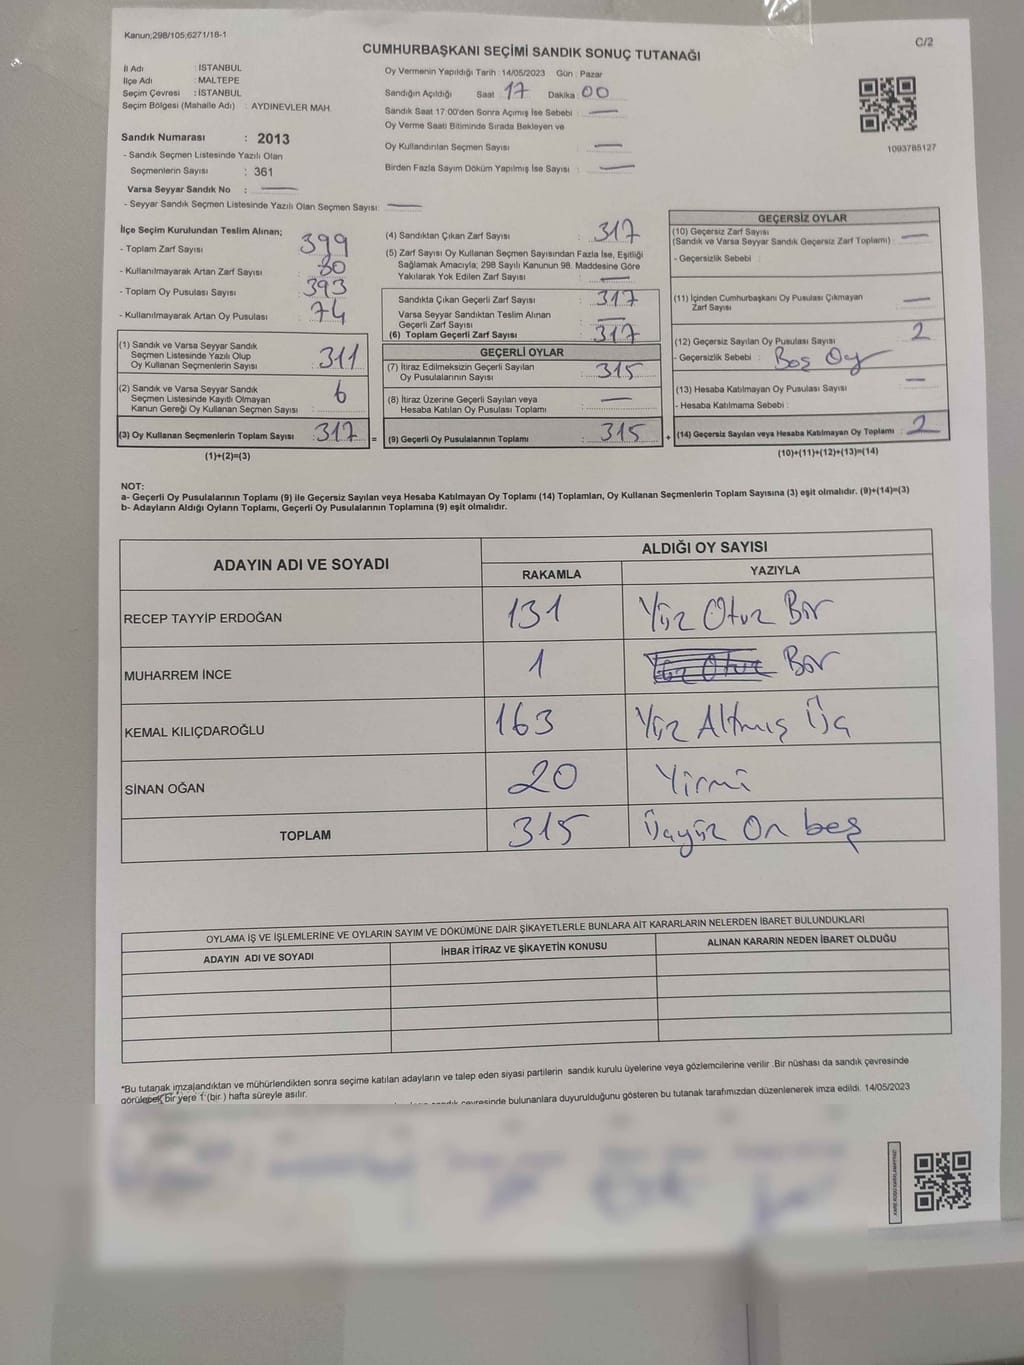 Kanun;298/105;6271/18-1
C/2
CUMHURBAŞKANI SEÇİMİ SANDIK SONUÇ TUTANAĞI
İl Adı : İSTANBUL
İlçe Adı : MALTEPE
Seçim Çevresi : İSTANBUL
Seçim Bölgesi (Mahalle Adı) : AYDINEVLER MAH.
Sandık Numarası : 2013
- Sandık Seçmen Listesinde Yazılı Olan
Seçmenlerin Sayısı : 361
Varsa Seyyar Sandık No : —
- Seyyar Sandık Seçmen Listesinde Yazılı Olan Seçmen Sayısı: —
Oy Vermenin Yapıldığı Tarih : 14/05/2023 Gün : Pazar
Sandığın Açıldığı Saat : 17 Dakika : 00
Sandık Saat 17:00'den Sonra Açımış İse Sebebi : —
Oy Verme Saati Bitiminde Sırada Bekleyen ve
Oy Kullandırılan Seçmen Sayısı : —
Birden Fazla Sayım Döküm Yapılmış İse Sayısı : —
1093785127
İlçe Seçim Kurulundan Teslim Alınan;
- Toplam Zarf Sayısı : 399
- Kullanılmayarak Artan Zarf Sayısı : 80
- Toplam Oy Pusulası Sayısı : 393
- Kullanılmayarak Artan Oy Pusulası : 74
(1) Sandık ve Varsa Seyyar Sandık
Seçmen Listesinde Yazılı Olup
Oy Kullanan Seçmenlerin Sayısı : 311
(2) Sandık ve Varsa Seyyar Sandık
Seçmen Listesinde Kayıtlı Olmayan
Kanun Gereği Oy Kullanan Seçmen Sayısı : 6
(3) Oy Kullanan Seçmenlerin Toplam Sayısı : 317
(1)+(2)=(3)
(4) Sandıktan Çıkan Zarf Sayısı : 317
(5) Zarf Sayısı Oy Kullanan Seçmen Sayısından Fazla İse, Eşitliği
Sağlamak Amacıyla; 298 Sayılı Kanunun 98. Maddesine Göre
Yakılarak Yok Edilen Zarf Sayısı : —
Sandıkta Çıkan Geçerli Zarf Sayısı : 317
Varsa Seyyar Sandıktan Teslim Alınan
Geçerli Zarf Sayısı : —
(6) Toplam Geçerli Zarf Sayısı : 317
GEÇERLİ OYLAR
(7) İtiraz Edilmeksizin Geçerli Sayılan
Oy Pusulalarının Sayısı : 315
(8) İtiraz Üzerine Geçerli Sayılan veya
Hesaba Katılan Oy Pusulası Toplamı : —
= (9) Geçerli Oy Pusulalarının Toplamı : 315
GEÇERSİZ OYLAR
(10) Geçersiz Zarf Sayısı : —
(Sandık ve Varsa Seyyar Sandık Geçersiz Zarf Toplamı)
- Geçersizlik Sebebi :
(11) İçinden Cumhurbaşkanı Oy Pusulası Çıkmayan
Zarf Sayısı : —
(12) Geçersiz Sayılan Oy Pusulası Sayısı : 2
- Geçersizlik Sebebi : Boş Oy
(13) Hesaba Katılmayan Oy Pusulası Sayısı : —
- Hesaba Katılmama Sebebi :
+ (14) Geçersiz Sayılan veya Hesaba Katılmayan Oy Toplamı : 2
(10)+(11)+(12)+(13)=(14)
NOT:
a- Geçerli Oy Pusulalarının Toplamı (9) ile Geçersiz Sayılan veya Hesaba Katılmayan Oy Toplamı (14) Toplamları, Oy Kullanan Seçmenlerin Toplam Sayısına (3) eşit olmalıdır. (9)+(14)=(3)
b- Adayların Aldığı Oyların Toplamı, Geçerli Oy Pusulalarının Toplamına (9) eşit olmalıdır.
ADAYIN ADI VE SOYADI
ALDIĞI OY SAYISI
RAKAMLA YAZIYLA
RECEP TAYYİP ERDOĞAN 131 Yüz Otuz Bir
MUHARREM İNCE 1 Bir
KEMAL KILIÇDAROĞLU 163 Yüz Altmış Üç
SİNAN OĞAN 20 Yirmi
TOPLAM 315 Üçyüz On beş
OYLAMA İŞ VE İŞLEMLERİNE VE OYLARIN SAYIM VE DÖKÜMÜNE DAİR ŞİKAYETLERLE BUNLARA AİT KARARLARIN NELERDEN İBARET BULUNDUKLARI
ADAYIN ADI VE SOYADI İHBAR İTİRAZ VE ŞİKAYETİN KONUSU ALINAN KARARIN NEDEN İBARET OLDUĞU
*Bu tutanak imzalandıktan ve mühürlendikten sonra seçime katılan adayların ve talep eden siyasi partilerin sandık kurulu üyelerine veya gözlemcilerine verilir .Bir nüshası da sandık çevresinde
görülecek bir yere 1 (bir ) hafta süreyle asılır.
çevresinde bulunanlara duyurulduğunu gösteren bu tutanak tarafımızdan düzenlenerek imza edildi. 14/05/2023